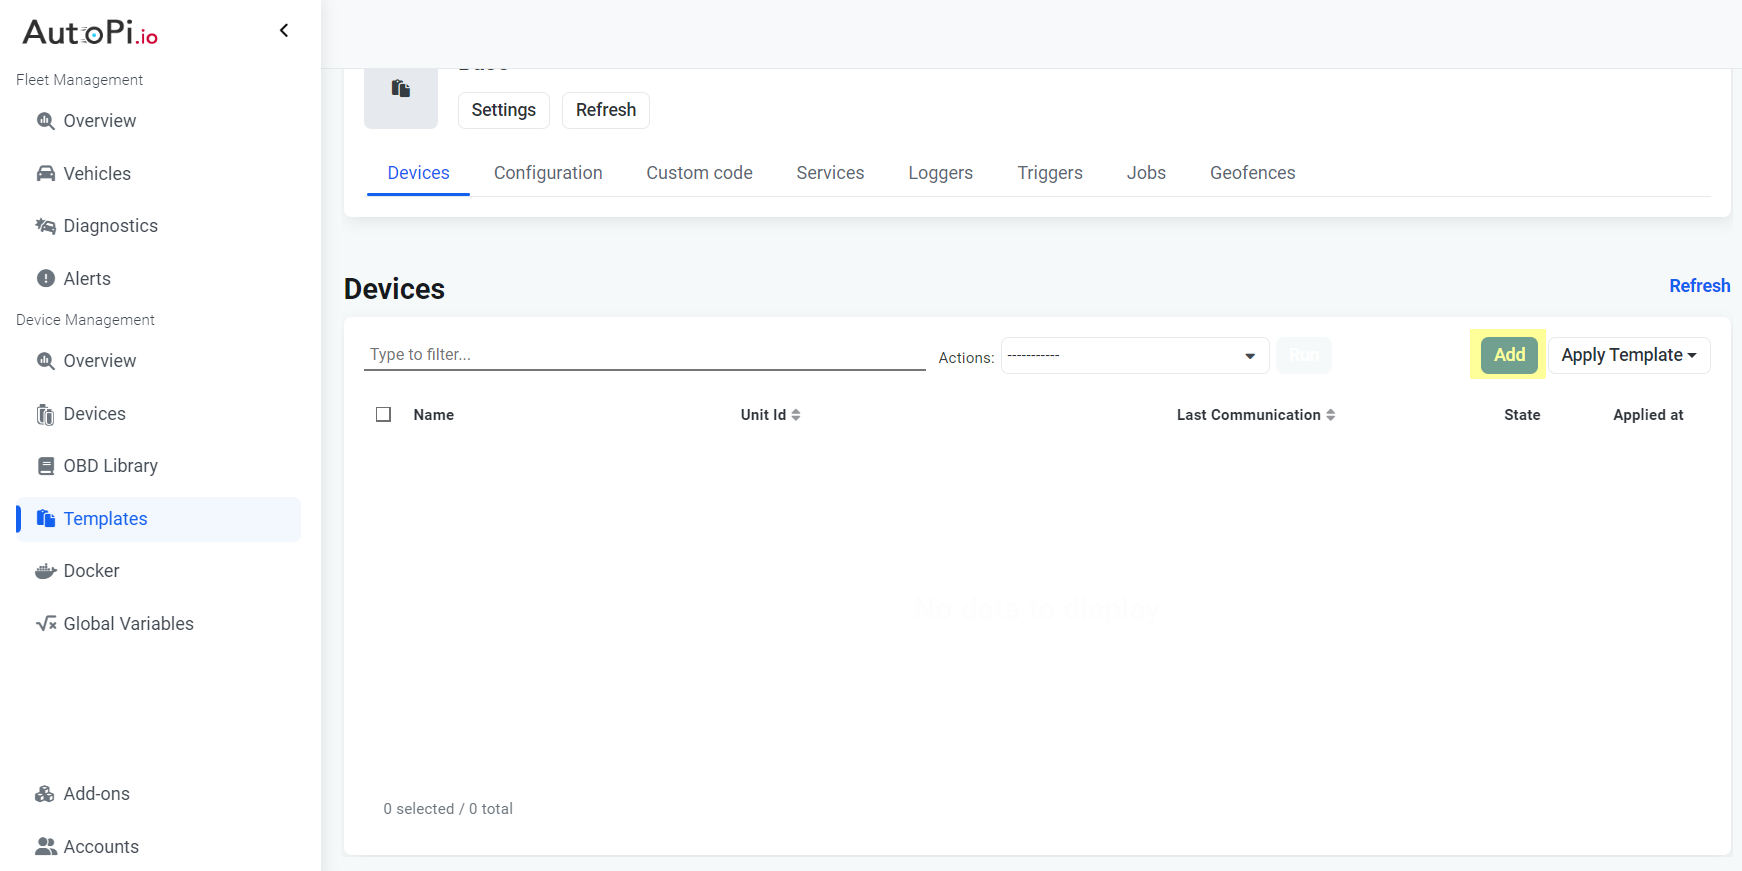 AutoPi.io
Fleet Management
Overview
Vehicles
Diagnostics
Alerts
Device Management
Overview
Devices
OBD Library
Templates
Docker
Global Variables
Add-ons
Accounts
Settings Refresh
Devices Configuration Custom code Services Loggers Triggers Jobs Geofences
Devices Refresh
Type to filter... Actions: ----------- Run Add Apply Template
Name Unit Id Last Communication State Applied at
No data to display
0 selected / 0 total